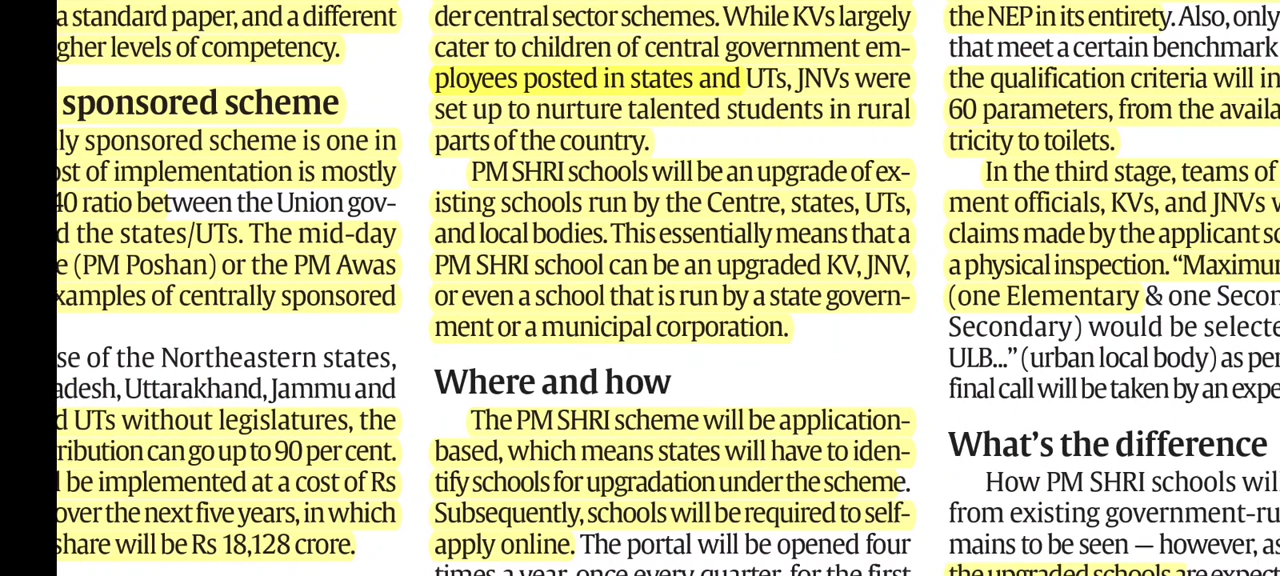 a standard paper, and a different
gher levels of competency.
sponsored scheme
ly sponsored scheme is one in
ost of implementation is mostly
40 ratio between the Union gov-
d the states/UTs. The mid-day
e (PM Poshan) or the PM Awas
xamples of centrally sponsored
se of the Northeastern states,
adesh, Uttarakhand, Jammu and
d UTs without legislatures, the
ribution can go up to 90 per cent.
l be implemented at a cost of Rs
over the next five years, in which
share will be Rs 18,128 crore.
der central sector schemes. While KVs largely
cater to children of central government em-
ployees posted in states and UTs, JNVs were
set up to nurture talented students in rural
parts of the country.
PM SHRI schools will be an upgrade of ex-
isting schools run by the Centre, states, UTs,
and local bodies. This essentially means that a
PM SHRI school can be an upgraded KV, JNV,
or even a school that is run by a state govern-
ment or a municipal corporation.
Where and how
The PM SHRI scheme will be application-
based, which means states will have to iden-
tify schools for upgradation under the scheme.
Subsequently, schools will be required to self-
apply online. The portal will be opened four
times a year, once every quarter, for the first
the NEP in its entirety. Also, only
that meet a certain benchmark
the qualification criteria will in
60 parameters, from the availa
tricity to toilets.
In the third stage, teams of
ment officials, KVs, and JNVs w
claims made by the applicant sc
a physical inspection. “Maximu
(one Elementary & one Secon
Secondary) would be selecte
ULB...” (urban local body) as per
final call will be taken by an expe
What’s the difference
How PM SHRI schools wil
from existing government-ru
mains to be seen — however, as
the upgraded schools are expect